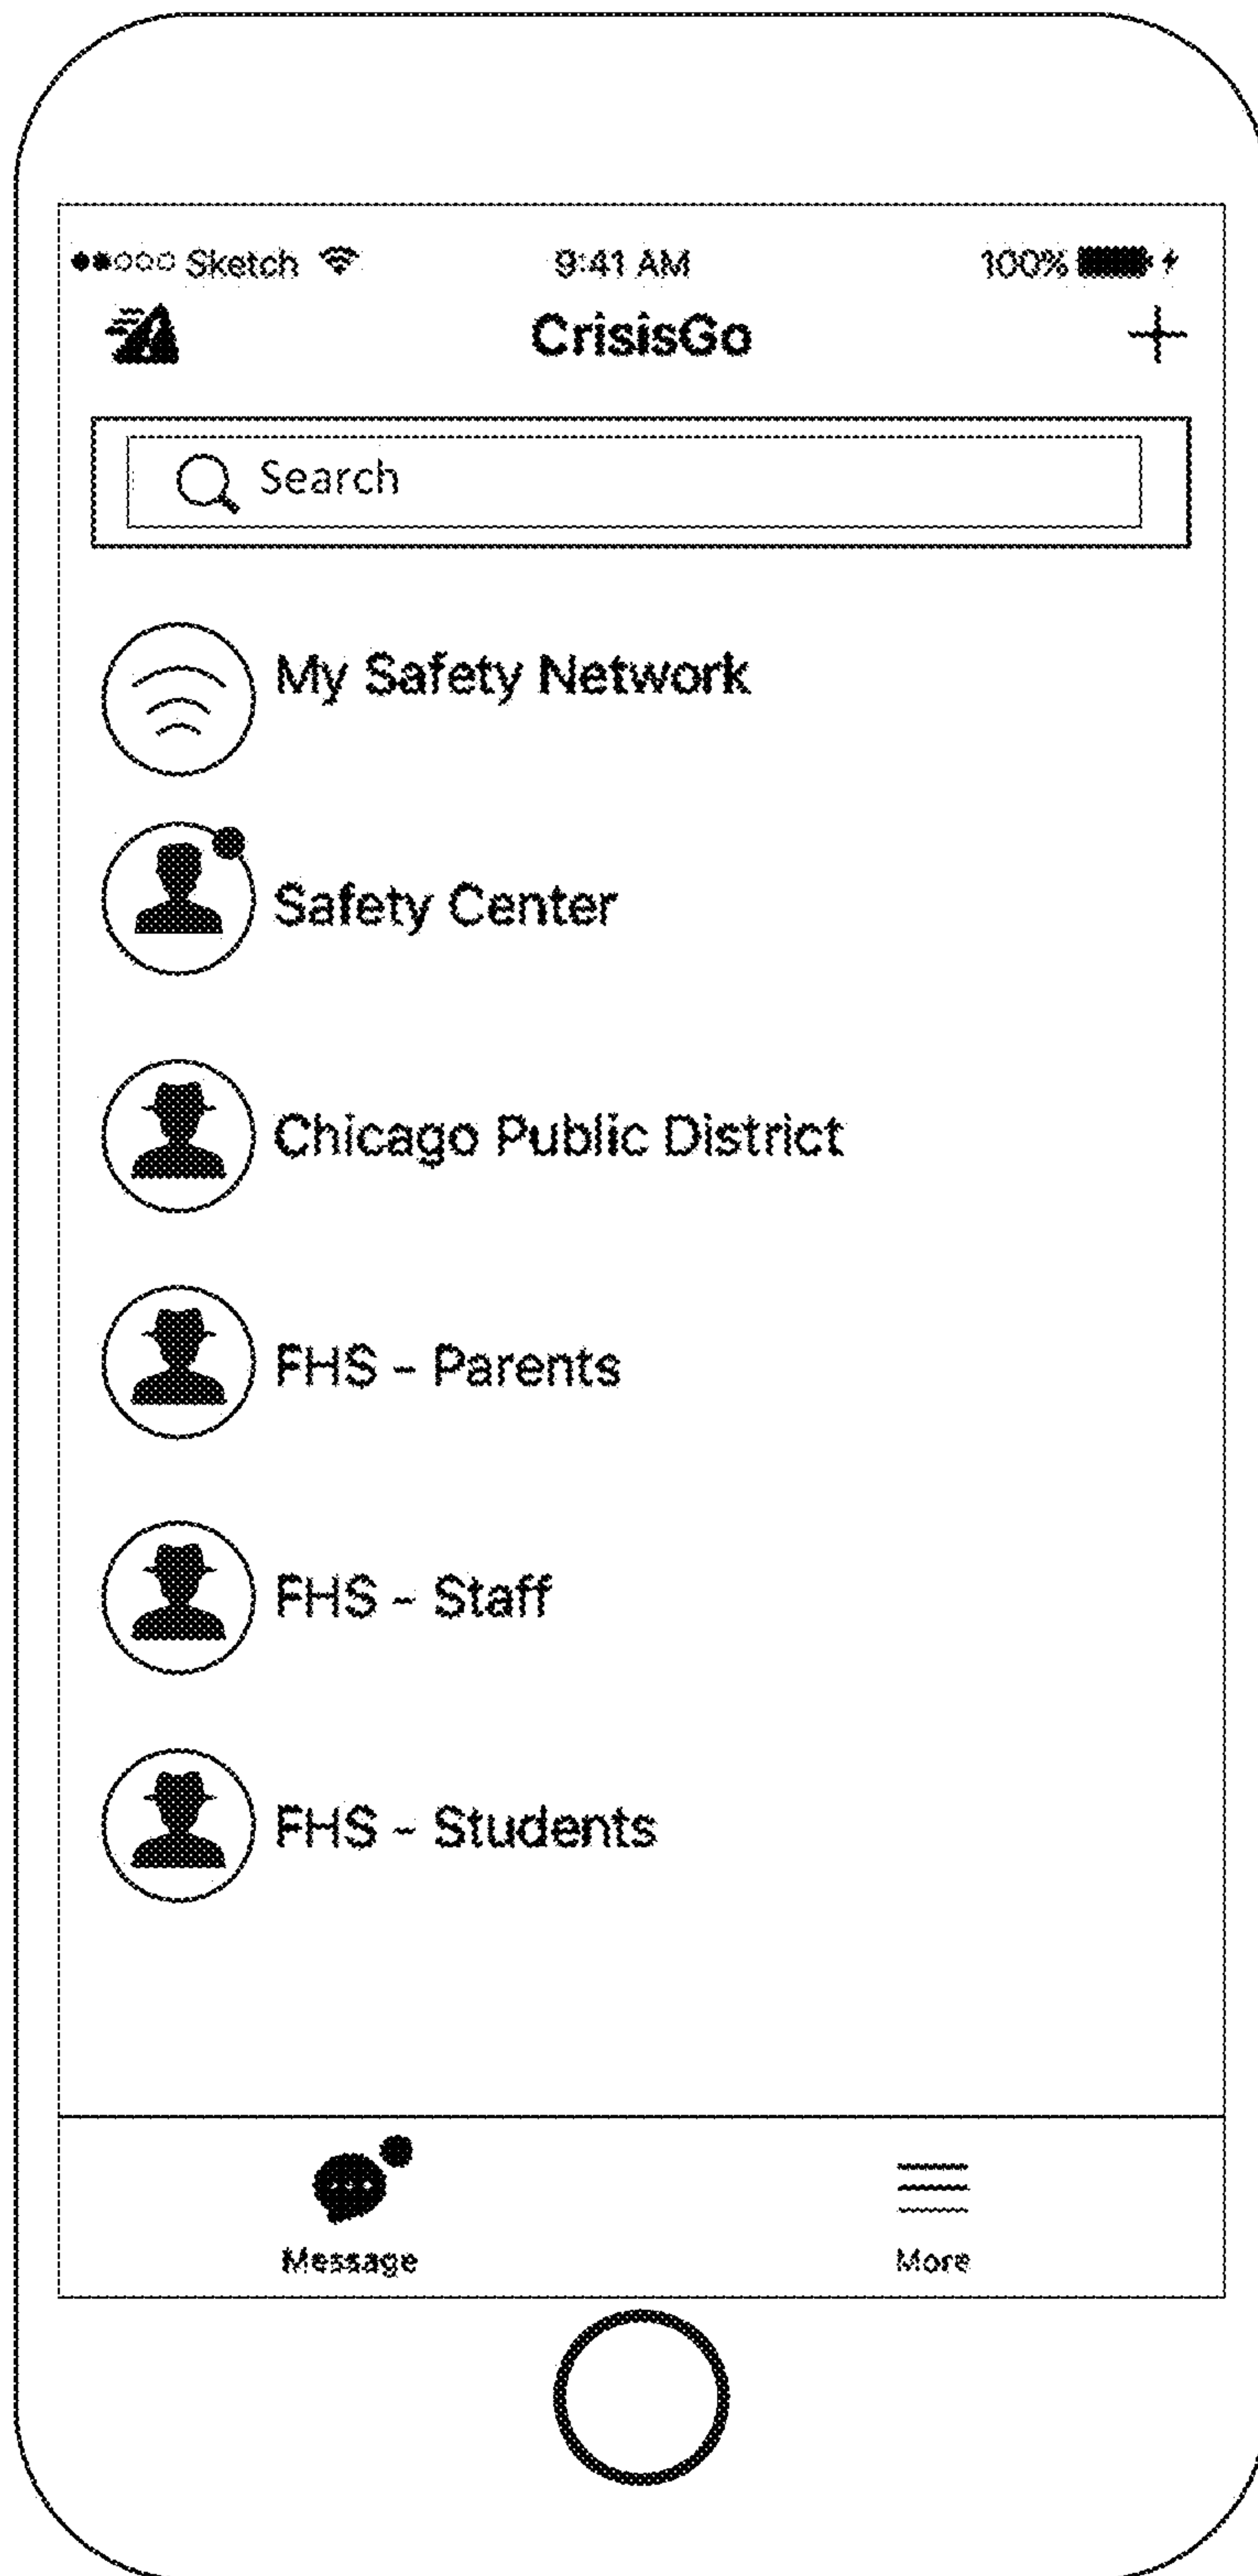 Sketch 9:41 AM 100%
CrisisGo
Search
My Safety Network
Safety Center
Chicago Public District
FHS - Parents
FHS - Staff
FHS - Students
Message More